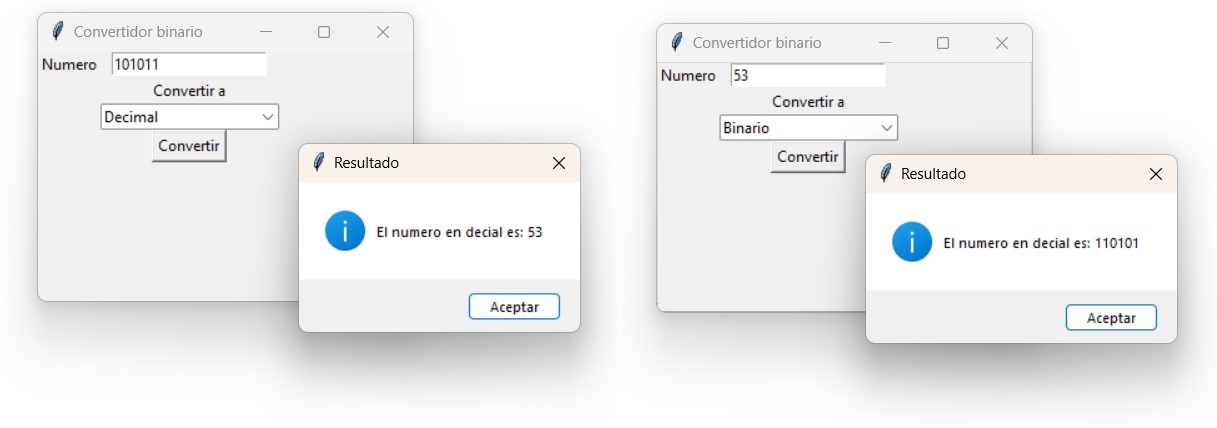 Convertidor binario
Numero 101011
Convertir a
Decimal
Convertir
Resultado
El numero en decial es: 53
Aceptar
Convertidor binario
Numero 53
Convertir a
Binario
Convertir
Resultado
El numero en decial es: 110101
Aceptar